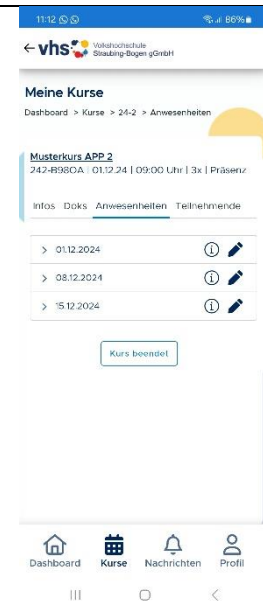 11:12
86%
vhs
Volkshochschule
Straubing-Bogen gGmbH
Meine Kurse
Dashboard > Kurse > 24-2 > Anwesenheiten
Musterkurs APP 2
242-B980A | 01.12.24 | 09:00 Uhr | 3x | Präsenz
Infos Doks Anwesenheiten Teilnehmende
> 01.12.2024
> 08.12.2024
> 15.12.2024
Kurs beendet
Dashboard Kurse Nachrichten Profil